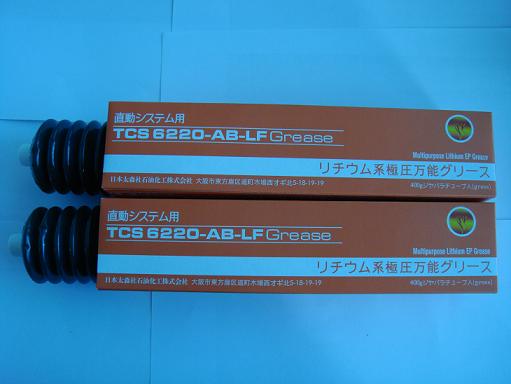 直動システム用
TCS 6220-AB-LF Grease
Multipurpose Lithium EP Grease
リチウム系極圧万能グリース
日本太森社石油化工株式会社 大阪市東方扇区道町木場西オギ北5-18-19-19
400gジャバラチューブ入(gress)
直動システム用
TCS 6220-AB-LF Grease
Multipurpose Lithium EP Grease
リチウム系極圧万能グリース
日本太森社石油化工株式会社 大阪市東方扇区道町木場西オギ北5-18-19-19
400gジャバラチューブ入(gress)